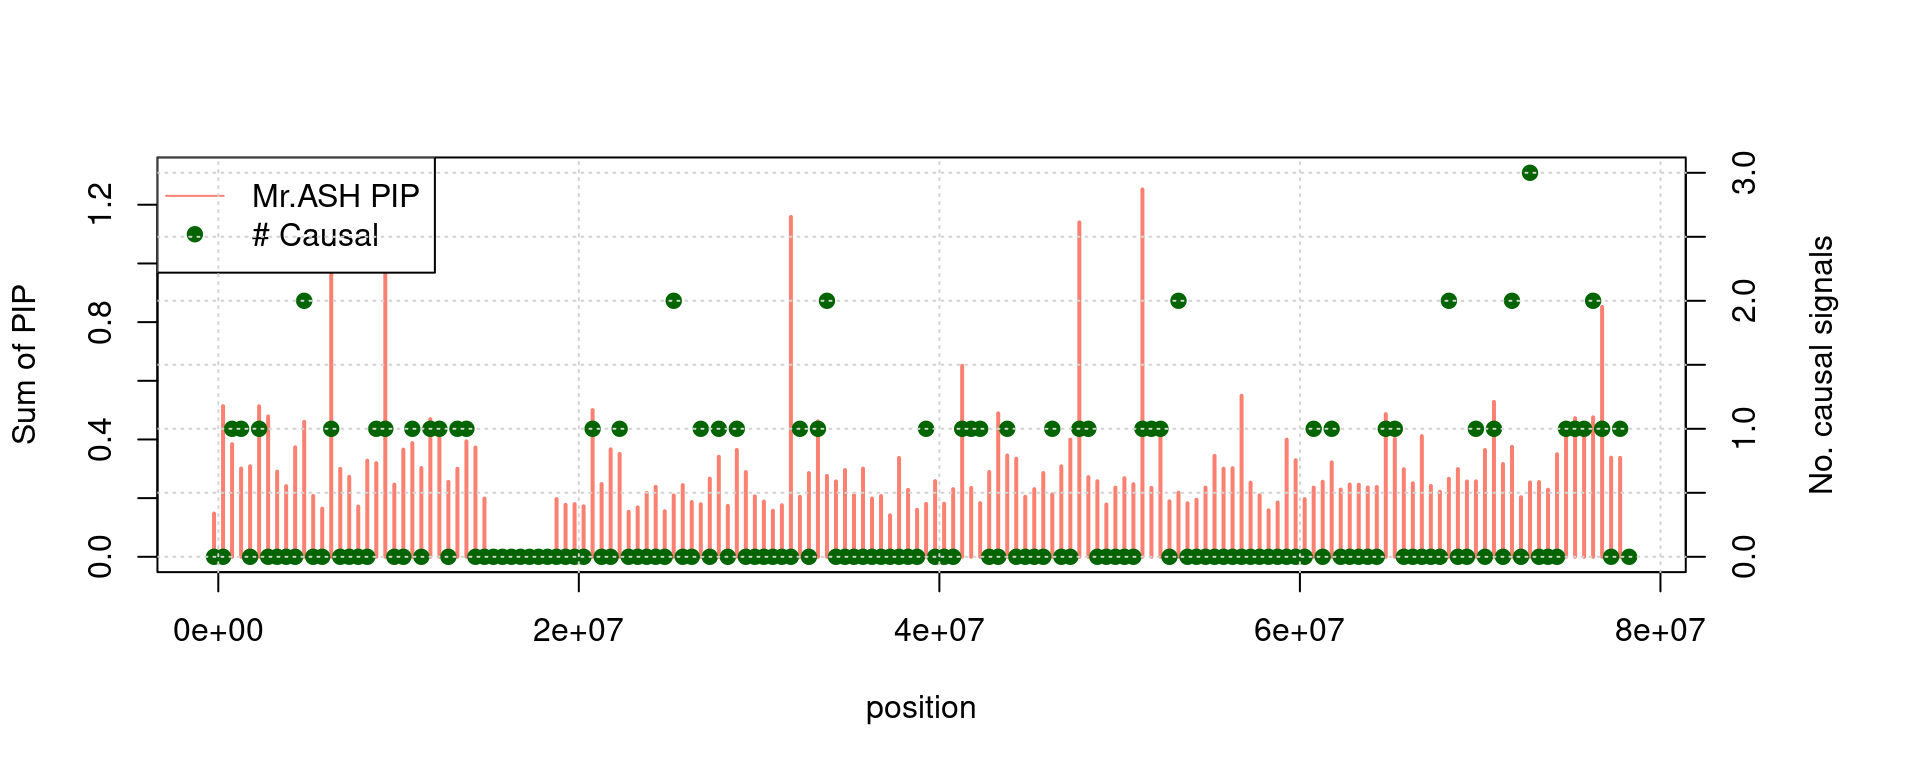 Mr.ASH PIP
# Causal
Sum of PIP
0.0
0.4
0.8
1.2
No. causal signals
0.0
1.0
2.0
3.0
0e+00 2e+07 4e+07 6e+07 8e+07
position